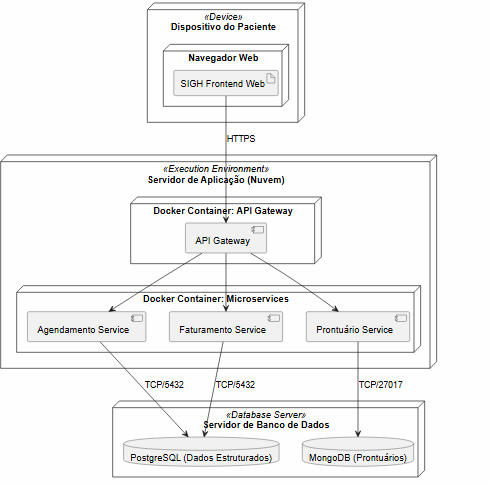 «Device»
Dispositivo do Paciente
Navegador Web
SIGH Frontend Web
HTTPS
«Execution Environment»
Servidor de Aplicação (Nuvem)
Docker Container: API Gateway
API Gateway
Docker Container: Microservices
Agendamento Service
Faturamento Service
Prontuário Service
TCP/5432
TCP/5432
TCP/27017
«Database Server»
Servidor de Banco de Dados
PostgreSQL (Dados Estruturados)
MongoDB (Prontuários)